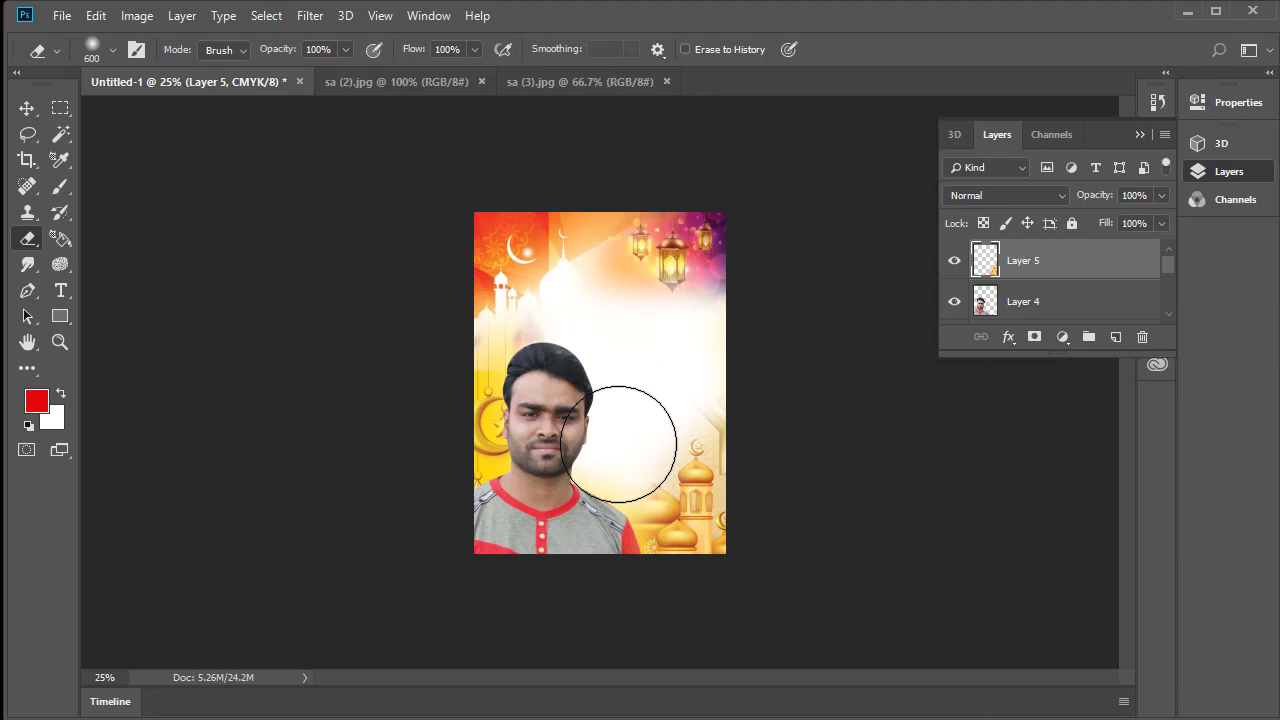 Ps File Edit Image Layer Type Select Filter 3D View Window Help
600 Mode: Brush Opacity: 100% Flow: 100% Smoothing: Erase to History
Untitled-1 @ 25% (Layer 5, CMYK/8) * × sa (2).jpg @ 100% (RGB/8#) × sa (3).jpg @ 66.7% (RGB/8#) ×
Properties
3D Layers Channels
3D
Kind
Layers
Normal Opacity: 100%
Channels
Lock: Fill: 100%
Layer 5
Layer 4
fx
25% Doc: 5.26M/24.2M
Timeline